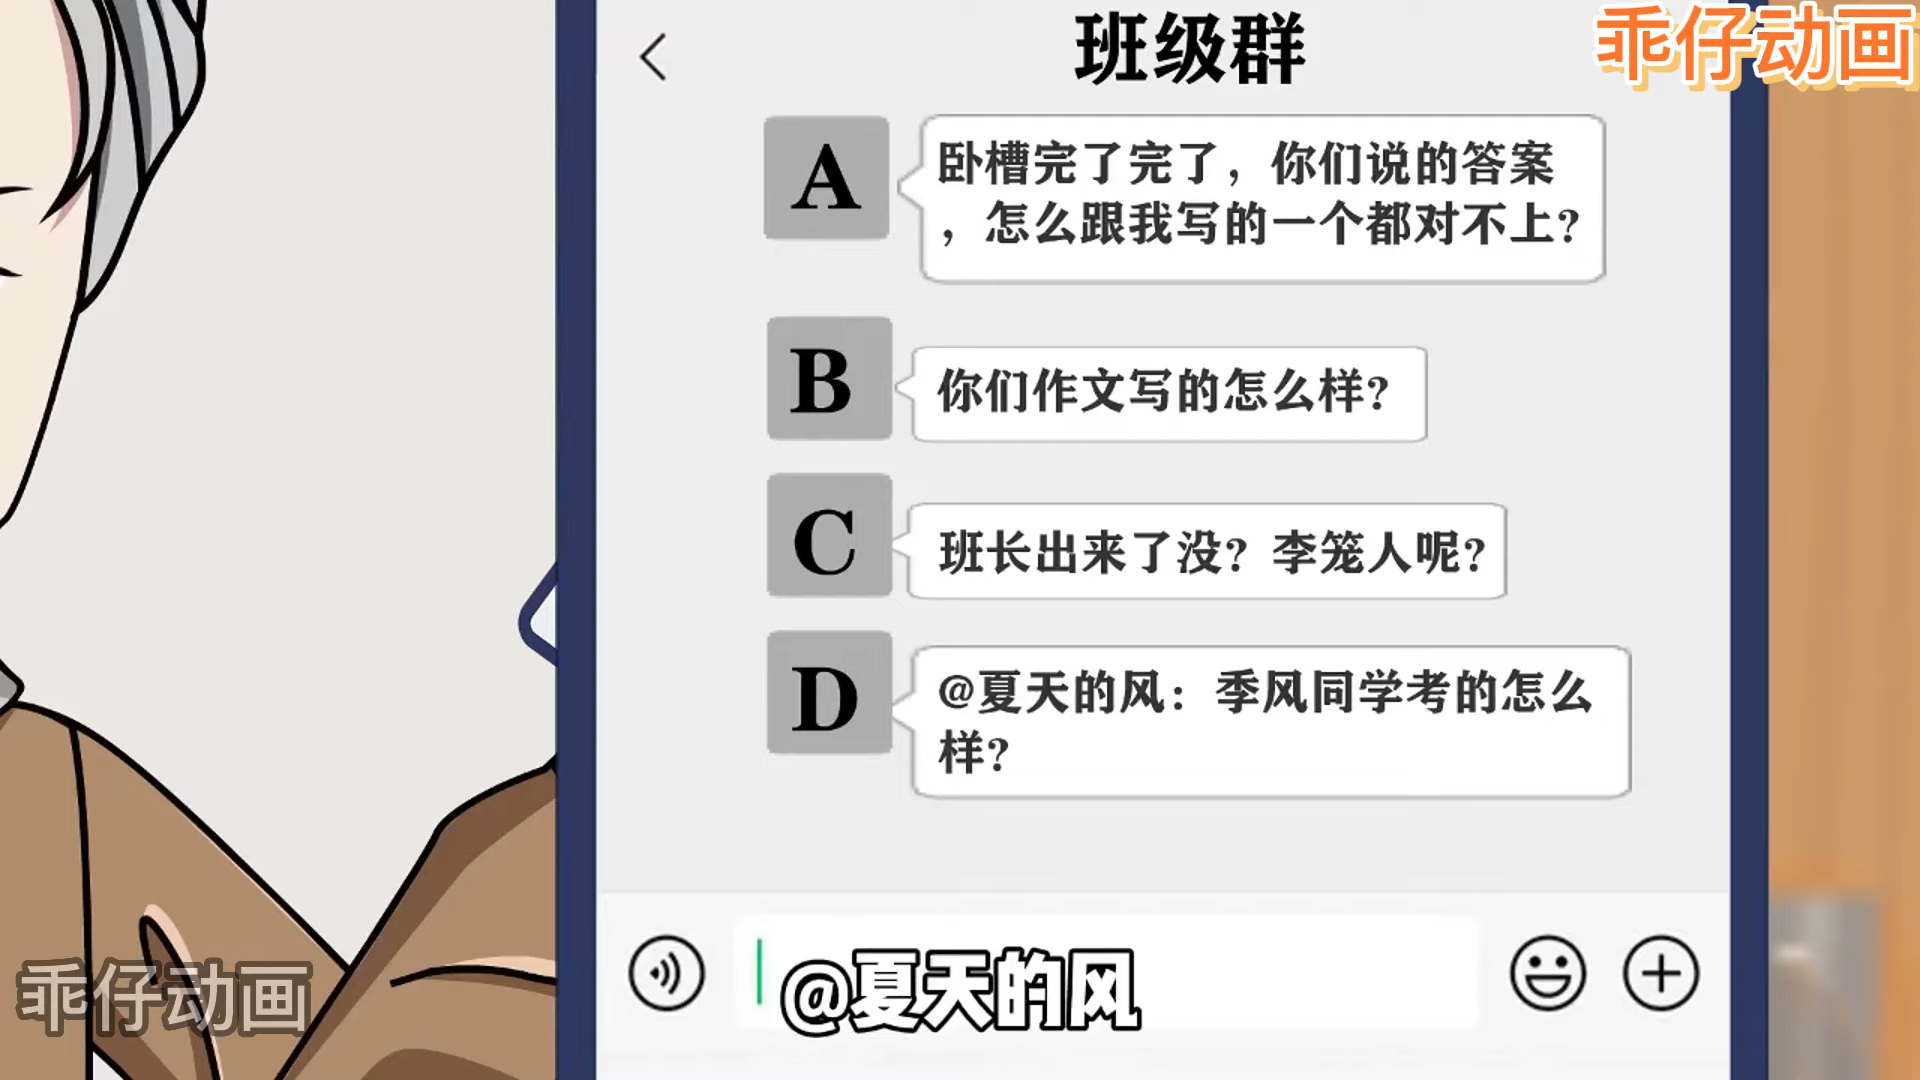 班级群
乖仔动画
A
卧槽完了完了，你们说的答案
，怎么跟我写的一个都对不上？
B
你们作文写的怎么样？
C
班长出来了没？李笼人呢？
D
@夏天的风：季风同学考的怎么
样？
@夏天的风
乖仔动画